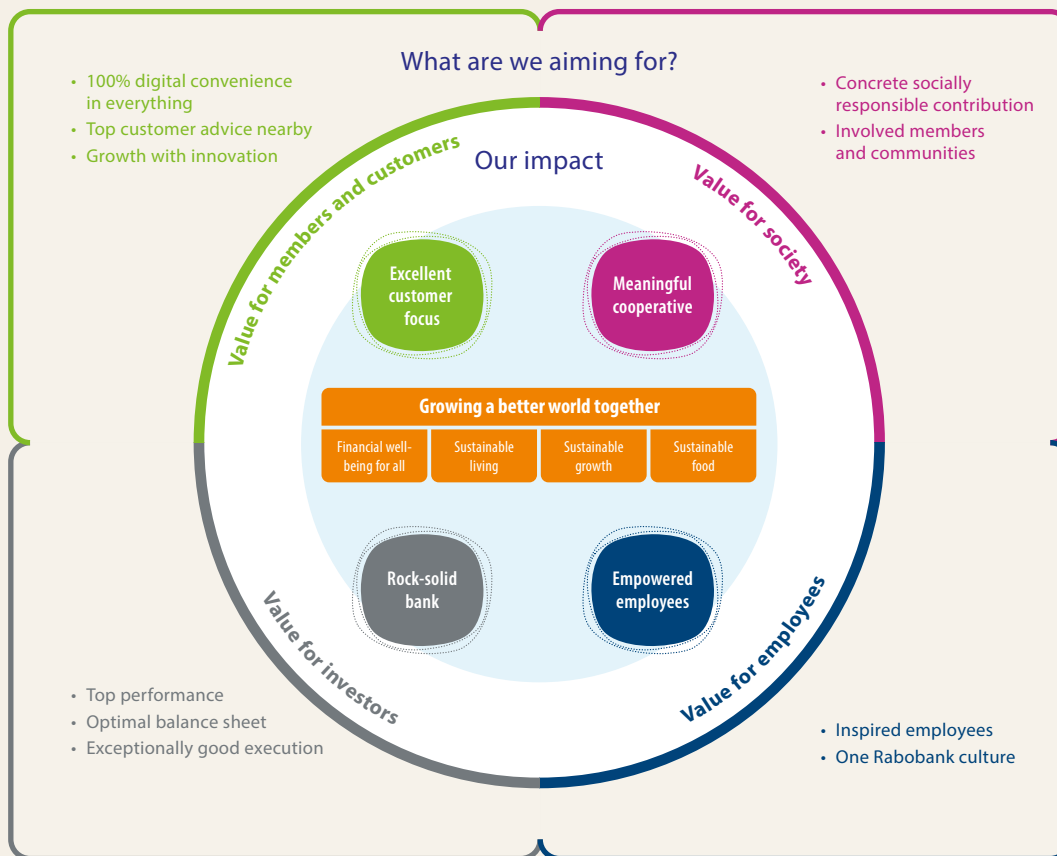 What are we aiming for?
• 100% digital convenience
in everything
• Top customer advice nearby
• Growth with innovation
• Concrete socially
responsible contribution
• Involved members
and communities
Our impact
Value for members and customers
Value for society
Excellent
customer
focus
Meaningful
cooperative
Growing a better world together
Financial well-
being for all
Sustainable
living
Sustainable
growth
Sustainable
food
Rock-solid
bank
Empowered
employees
Value for investors
Value for employees
• Top performance
• Optimal balance sheet
• Exceptionally good execution
• Inspired employees
• One Rabobank culture